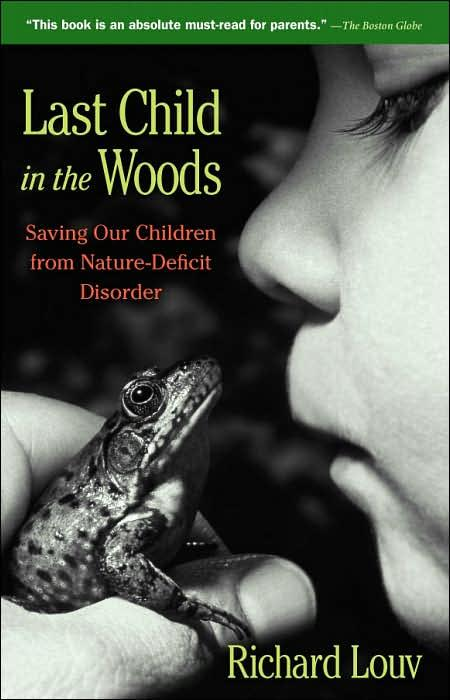 “This book is an absolute must-read for parents.” —The Boston Globe
Last Child
in the Woods
Saving Our Children
from Nature-Deficit
Disorder
Richard Louv